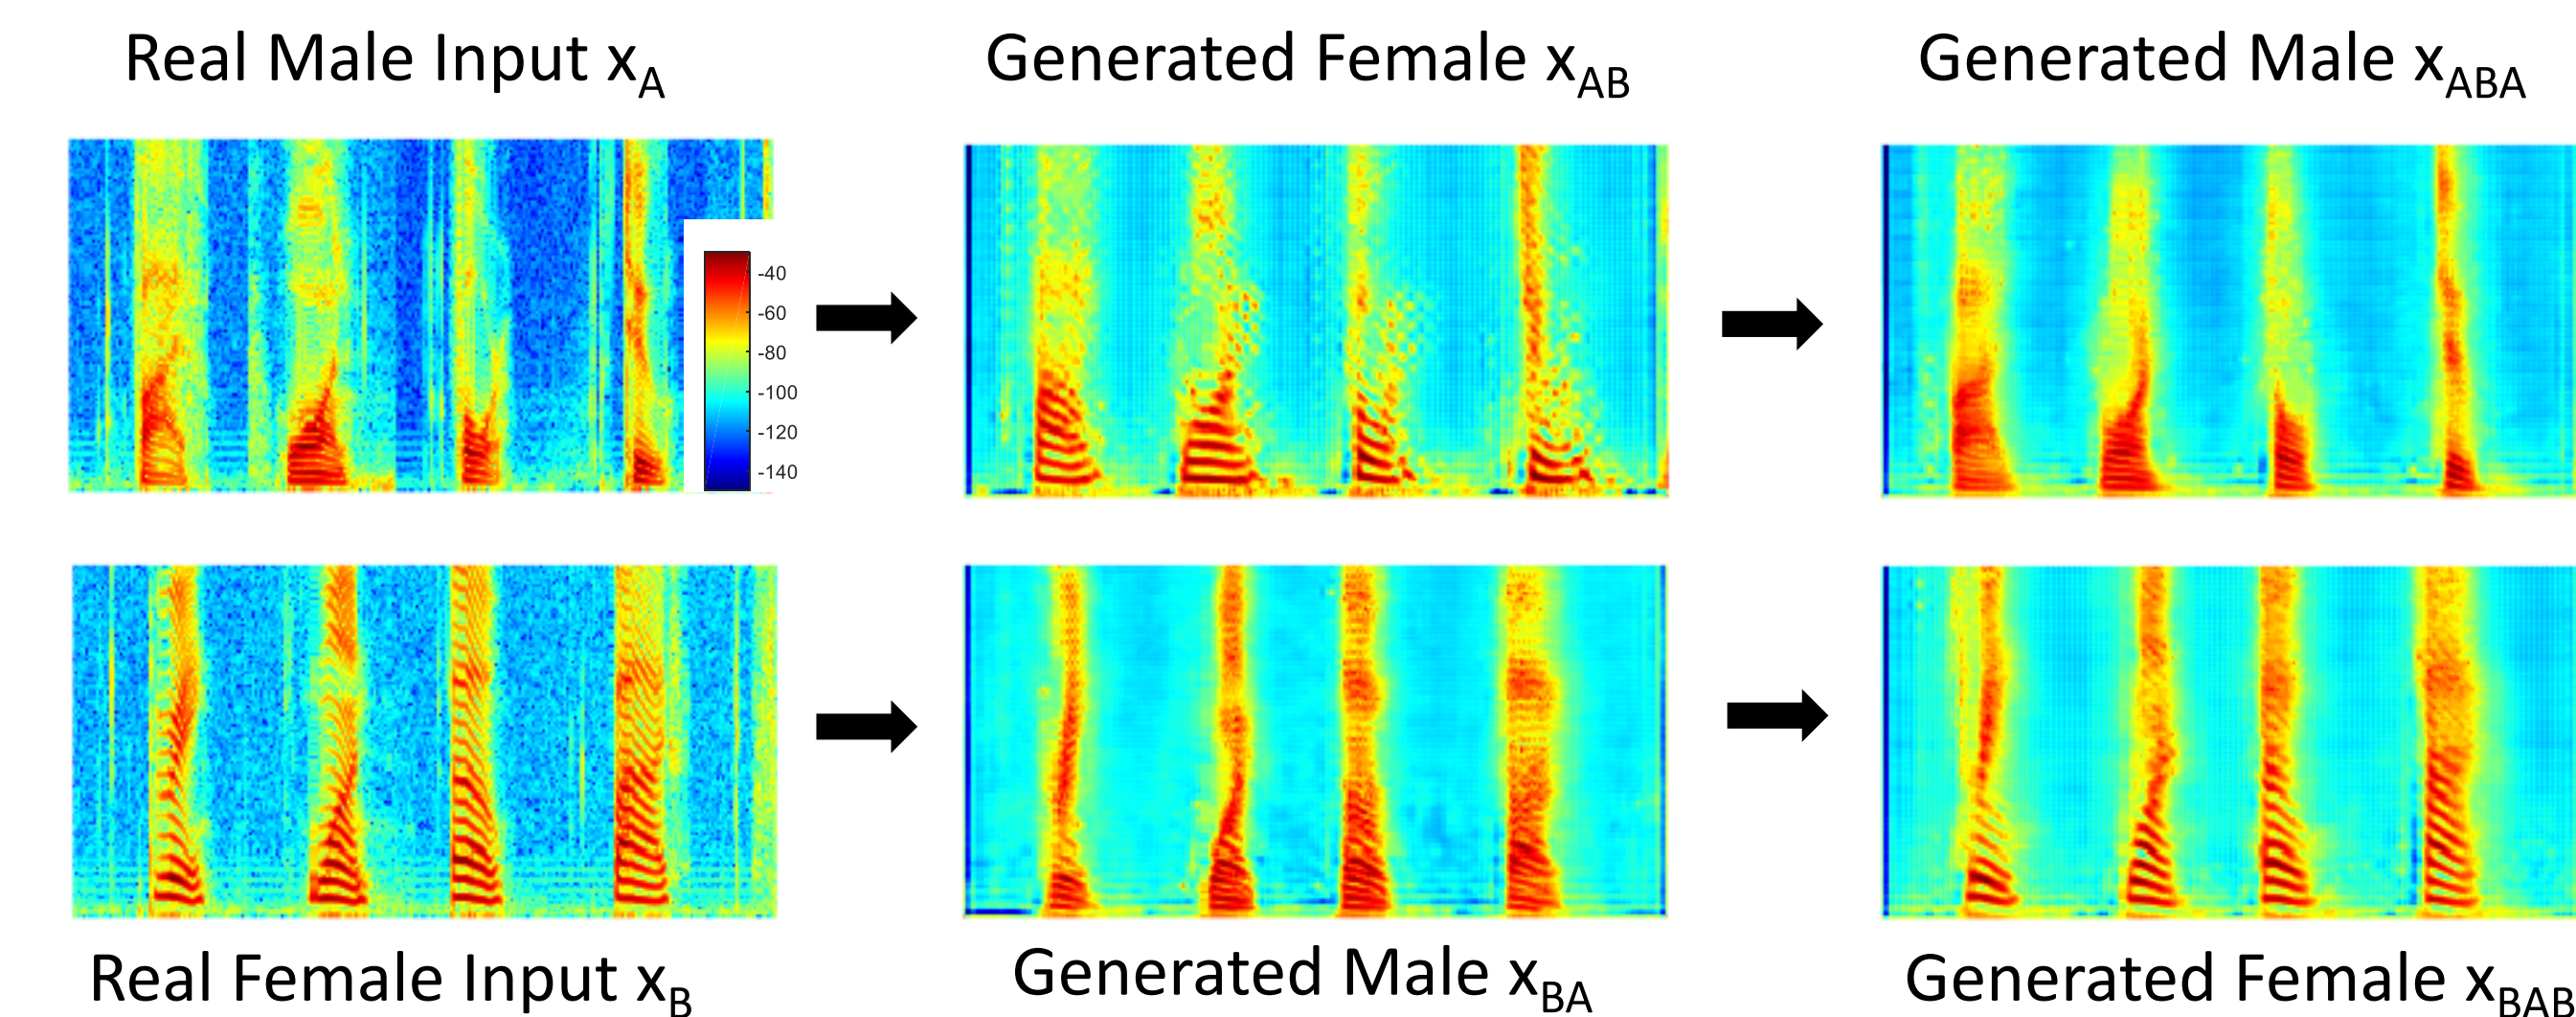 Real Male Input xA
Generated Female xAB
Generated Male xABA
-40
-60
-80
-100
-120
-140
Real Female Input xB
Generated Male xBA
Generated Female xBAB